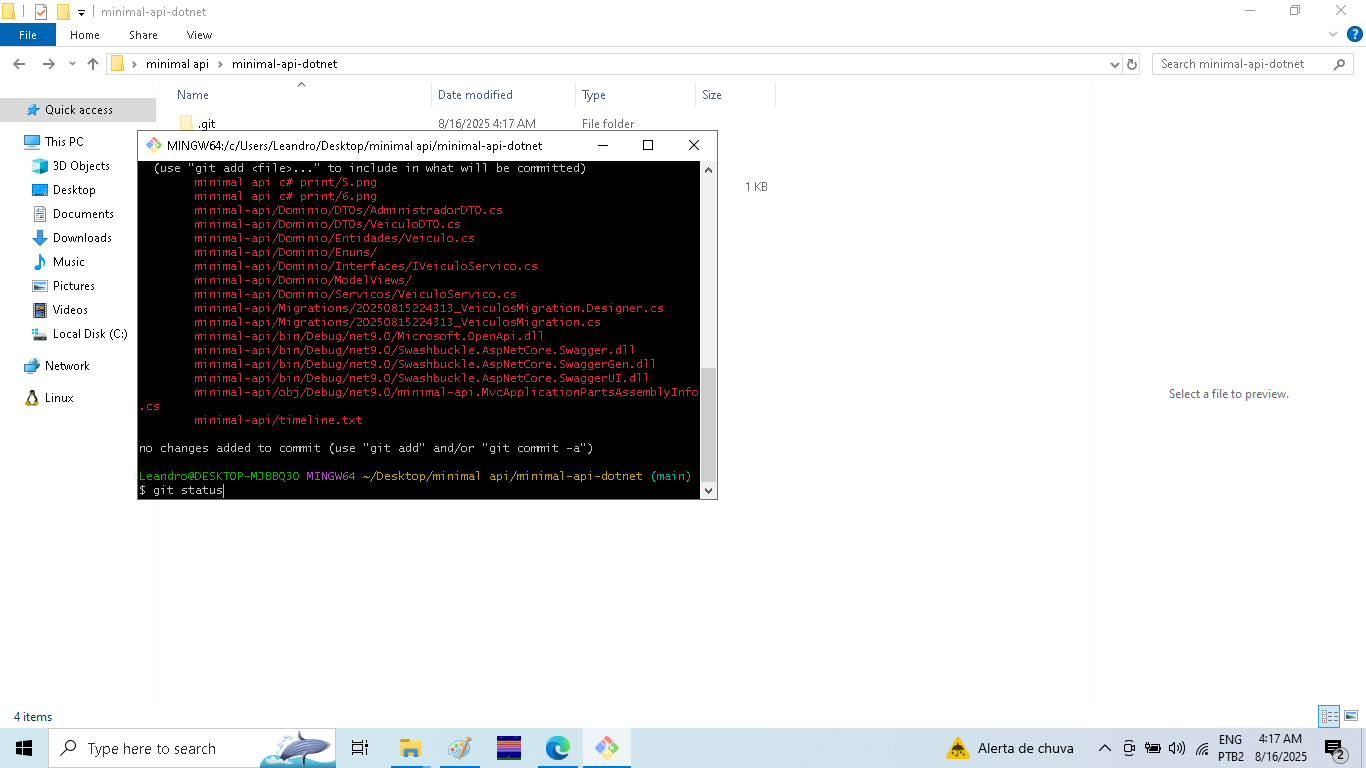 minimal-api-dotnet
File
Home
Share
View
minimal api
minimal-api-dotnet
Search minimal-api-dotnet
Name
Date modified
Type
Size
Quick access
This PC
3D Objects
Desktop
Documents
Downloads
Music
Pictures
Videos
Local Disk (C:)
Network
Linux
.git
8/16/2025 4:17 AM
File folder
1 KB
MINGW64:/c/Users/Leandro/Desktop/minimal api/minimal-api-dotnet
(use "git add <file>..." to include in what will be committed)
minimal api c# print/5.png
minimal api c# print/6.png
minimal-api/Dominio/DTOs/AdministradorDTO.cs
minimal-api/Dominio/DTOs/VeiculoDTO.cs
minimal-api/Dominio/Entidades/Veiculo.cs
minimal-api/Dominio/Enuns/
minimal-api/Dominio/Interfaces/IVeiculoServico.cs
minimal-api/Dominio/ModelViews/
minimal-api/Dominio/Servicos/VeiculoServico.cs
minimal-api/Migrations/20250815224313_VeiculosMigration.Designer.cs
minimal-api/Migrations/20250815224313_VeiculosMigration.cs
minimal-api/bin/Debug/net9.0/Microsoft.OpenApi.dll
minimal-api/bin/Debug/net9.0/Swashbuckle.AspNetCore.Swagger.dll
minimal-api/bin/Debug/net9.0/Swashbuckle.AspNetCore.SwaggerGen.dll
minimal-api/bin/Debug/net9.0/Swashbuckle.AspNetCore.SwaggerUI.dll
minimal-api/obj/Debug/net9.0/minimal-api.MvcApplicationPartsAssemblyInfo
.cs
minimal-api/timeline.txt
no changes added to commit (use "git add" and/or "git commit -a")
Leandro@DESKTOP-MJBBQ3O MINGW64 ~/Desktop/minimal api/minimal-api-dotnet (main)
$ git status
Select a file to preview.
4 items
Type here to search
Alerta de chuva
ENG
PTB2
4:17 AM
8/16/2025
2